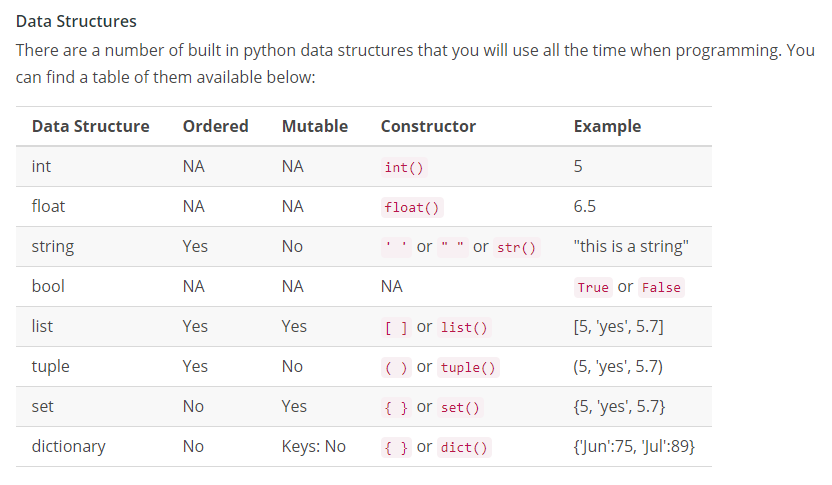 Data Structures
There are a number of built in python data structures that you will use all the time when programming. You
can find a table of them available below:
Data Structure Ordered Mutable Constructor Example
int NA NA int() 5
float NA NA float() 6.5
string Yes No ' ' or " " or str() "this is a string"
bool NA NA NA True or False
list Yes Yes [ ] or list() [5, 'yes', 5.7]
tuple Yes No ( ) or tuple() (5, 'yes', 5.7)
set No Yes { } or set() {5, 'yes', 5.7}
dictionary No Keys: No { } or dict() {'Jun':75, 'Jul':89}